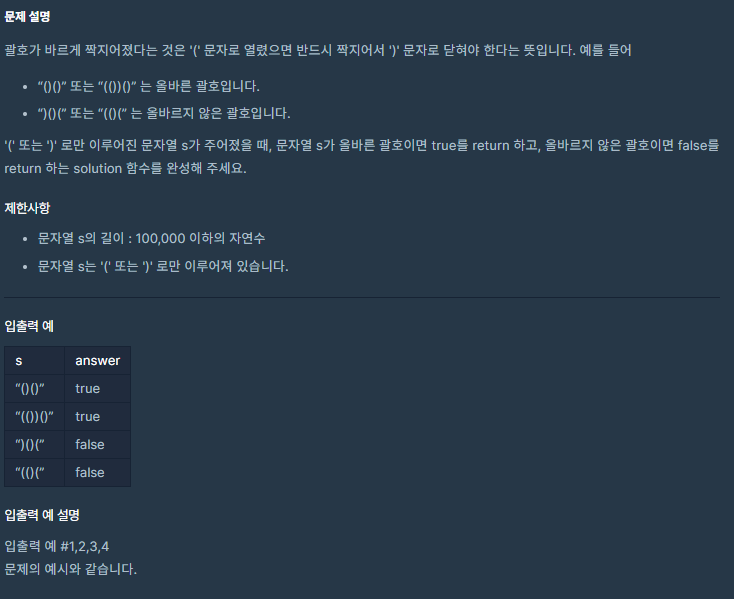 문제 설명
괄호가 바르게 짝지어졌다는 것은 '(' 문자로 열렸으면 반드시 짝지어서 ')' 문자로 닫혀야 한다는 뜻입니다. 예를 들어
• “()()” 또는 “(())()” 는 올바른 괄호입니다.
• “)()(” 또는 “(()(” 는 올바르지 않은 괄호입니다.
'(' 또는 ')' 로만 이루어진 문자열 s가 주어졌을 때, 문자열 s가 올바른 괄호이면 true를 return 하고, 올바르지 않은 괄호이면 false를
return 하는 solution 함수를 완성해 주세요.
제한사항
• 문자열 s의 길이 : 100,000 이하의 자연수
• 문자열 s는 '(' 또는 ')' 로만 이루어져 있습니다.
입출력 예
s answer
“()()” true
“(())()” true
“)()(” false
“(()(” false
입출력 예 설명
입출력 예 #1,2,3,4
문제의 예시와 같습니다.